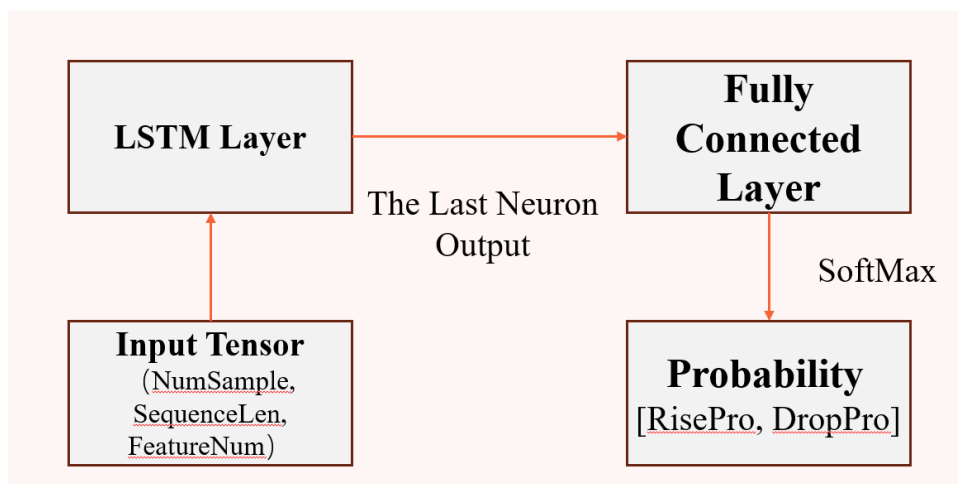 LSTM Layer
Fully
Connected
Layer
The Last Neuron
Output
SoftMax
Input Tensor
（NumSample,
SequenceLen,
FeatureNum）
Probability
[RisePro, DropPro]